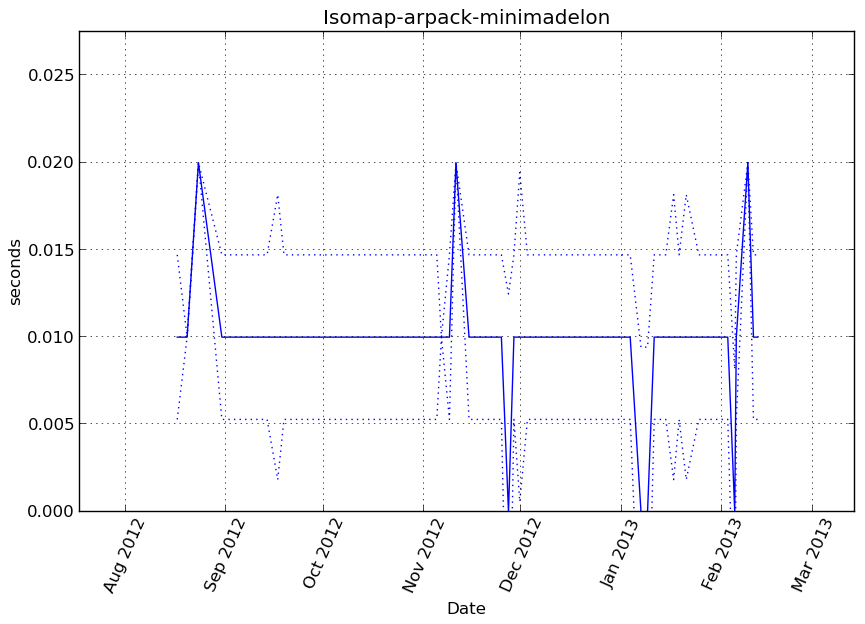 Isomap-arpack-minimadelon
0.025
0.020
0.015
0.010
0.005
0.000
seconds
Aug 2012
Sep 2012
Oct 2012
Nov 2012
Dec 2012
Jan 2013
Feb 2013
Mar 2013
Date